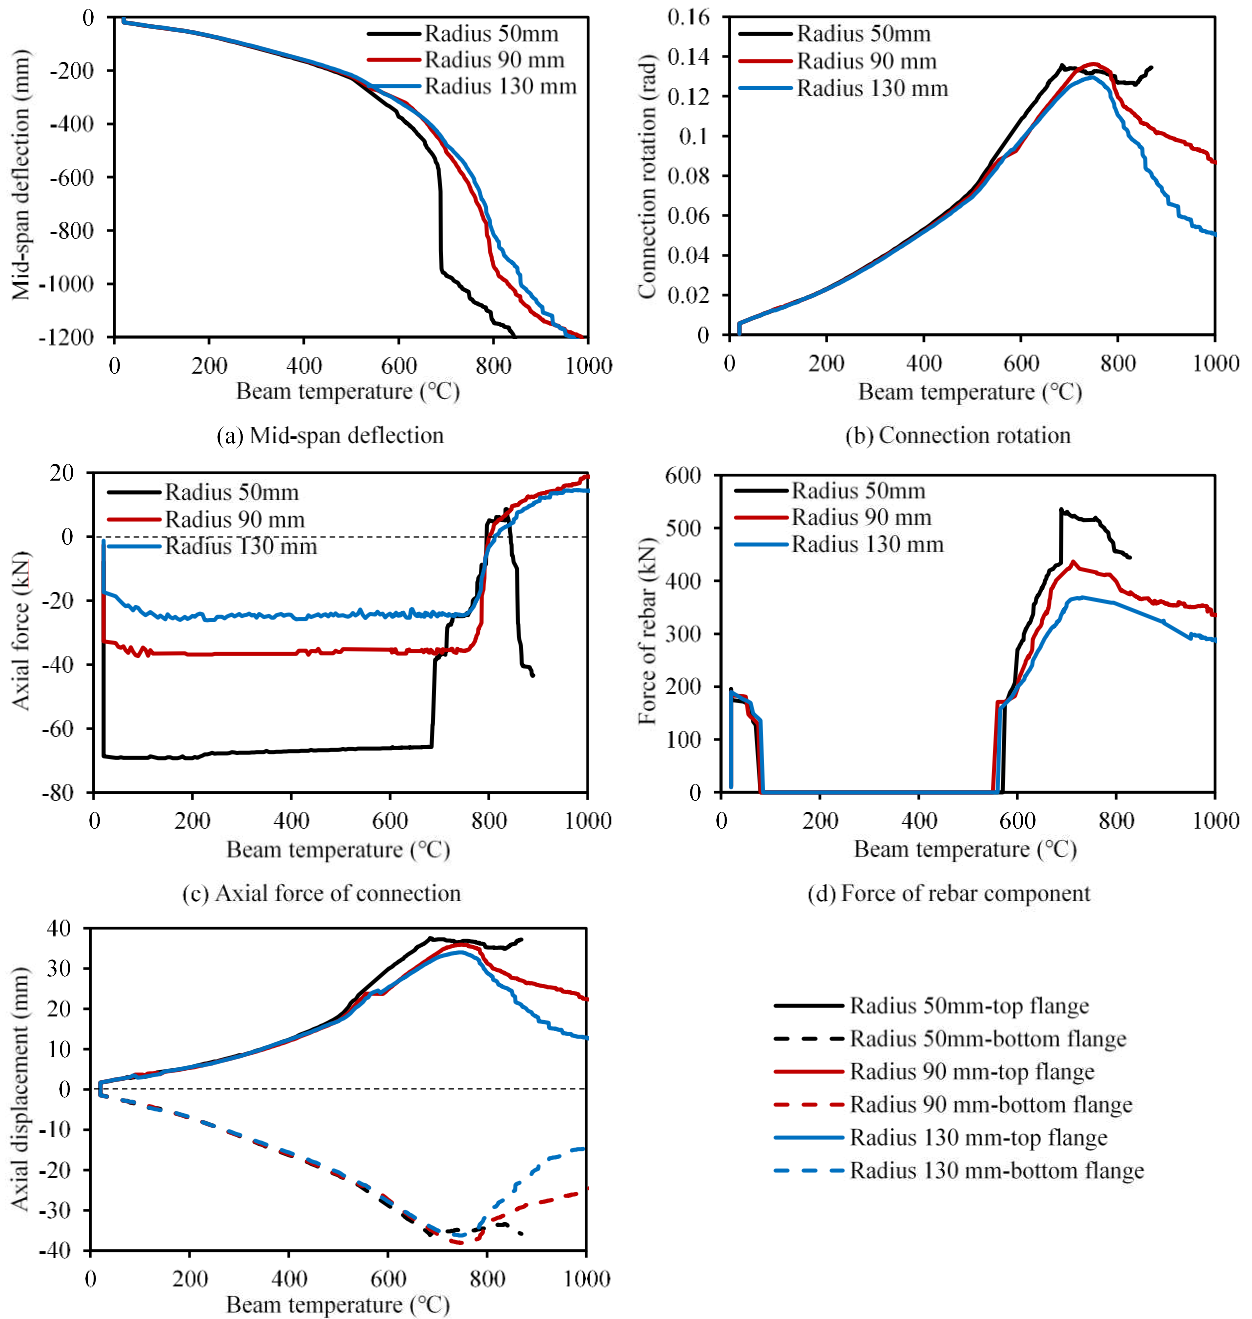 0
-200
-400
-600
-800
-1000
-1200
0 200 400 600 800 1000
Mid-span deflection (mm)
Beam temperature (℃)
Radius 50mm
Radius 90 mm
Radius 130 mm
(a) Mid-span deflection
0.16
0.14
0.12
0.1
0.08
0.06
0.04
0.02
0
0 200 400 600 800 1000
Connection rotation (rad)
Beam temperature (℃)
Radius 50mm
Radius 90 mm
Radius 130 mm
(b) Connection rotation
20
0
-20
-40
-60
-80
0 200 400 600 800 1000
Axial force (kN)
Beam temperature (℃)
Radius 50mm
Radius 90 mm
Radius 130 mm
(c) Axial force of connection
600
500
400
300
200
100
0
0 200 400 600 800 1000
Force of rebar (kN)
Beam temperature (℃)
Radius 50mm
Radius 90 mm
Radius 130 mm
(d) Force of rebar component
40
30
20
10
0
-10
-20
-30
-40
0 200 400 600 800 1000
Axial displacement (mm)
Beam temperature (℃)
Radius 50mm-top flange
Radius 50mm-bottom flange
Radius 90 mm-top flange
Radius 90 mm-bottom flange
Radius 130 mm-top flange
Radius 130 mm-bottom flange